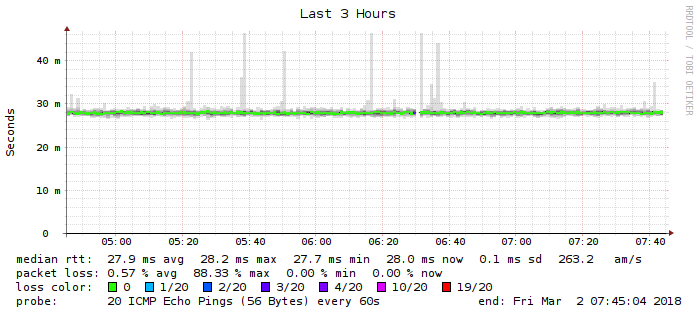 Last 3 Hours
RRDTOOL / TOBI OETIKER
Seconds
40 m
30 m
20 m
10 m
0
05:00 05:20 05:40 06:00 06:20 06:40 07:00 07:20 07:40
median rtt: 27.9 ms avg 28.2 ms max 27.7 ms min 28.0 ms now 0.1 ms sd 263.2 am/s
packet loss: 0.57 % avg 88.33 % max 0.00 % min 0.00 % now
loss color: 0 1/20 2/20 3/20 4/20 10/20 19/20
probe: 20 ICMP Echo Pings (56 Bytes) every 60s end: Fri Mar 2 07:45:04 2018